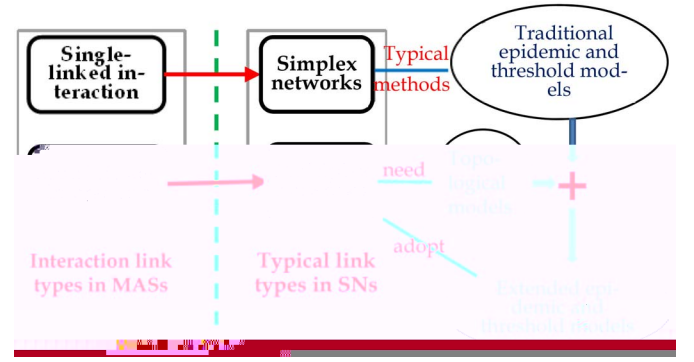 Single-
linked in-
teraction
Simplex
networks
Typical
methods
Traditional
epidemic and
threshold mod-
els
need
Topo-
logical
models
adopt
Interaction link
types in MASs
Typical link
types in SNs
Extended epi-
demic and
threshold models